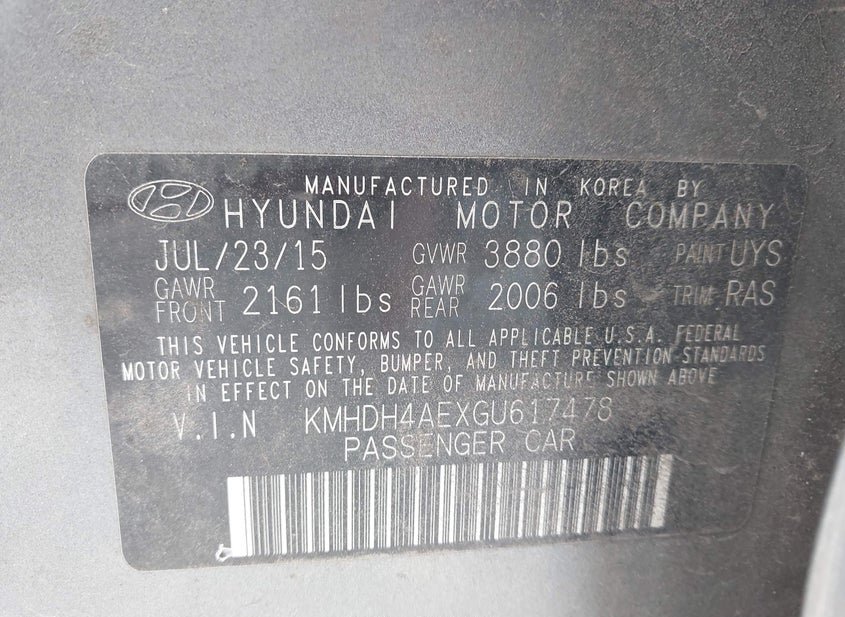 MANUFACTURED IN KOREA BY
HYUNDAI MOTOR COMPANY
JUL/23/15 GVWR 3880 lbs PAINT UYS
GAWR FRONT 2161 lbs GAWR REAR 2006 lbs TRIM RAS
THIS VEHICLE CONFORMS TO ALL APPLICABLE U.S.A. FEDERAL
MOTOR VEHICLE SAFETY, BUMPER, AND THEFT PREVENTION STANDARDS
IN EFFECT ON THE DATE OF MANUFACTURE SHOWN ABOVE
V.I.N KMHDH4AEXGU617478
PASSENGER CAR